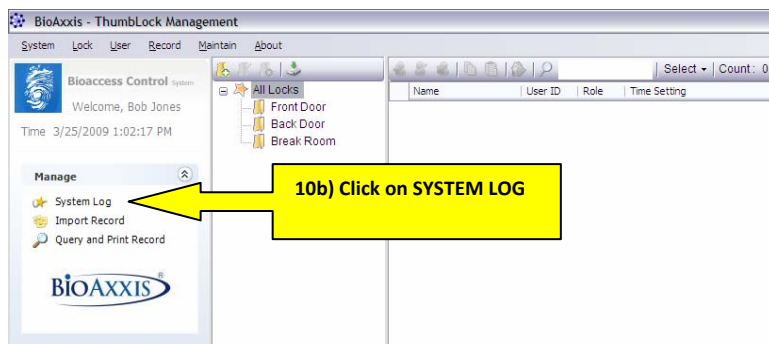 BioAxxis - ThumbLock Management
System Lock User Record Maintain About
Bioaccess Control System
Welcome, Bob Jones
Time 3/25/2009 1:02:17 PM
Manage
System Log
Import Record
Query and Print Record
BIOAXXIS®
All Locks
Front Door
Back Door
Break Room
Select Count: 0
Name User ID Role Time Setting
10b) Click on SYSTEM LOG